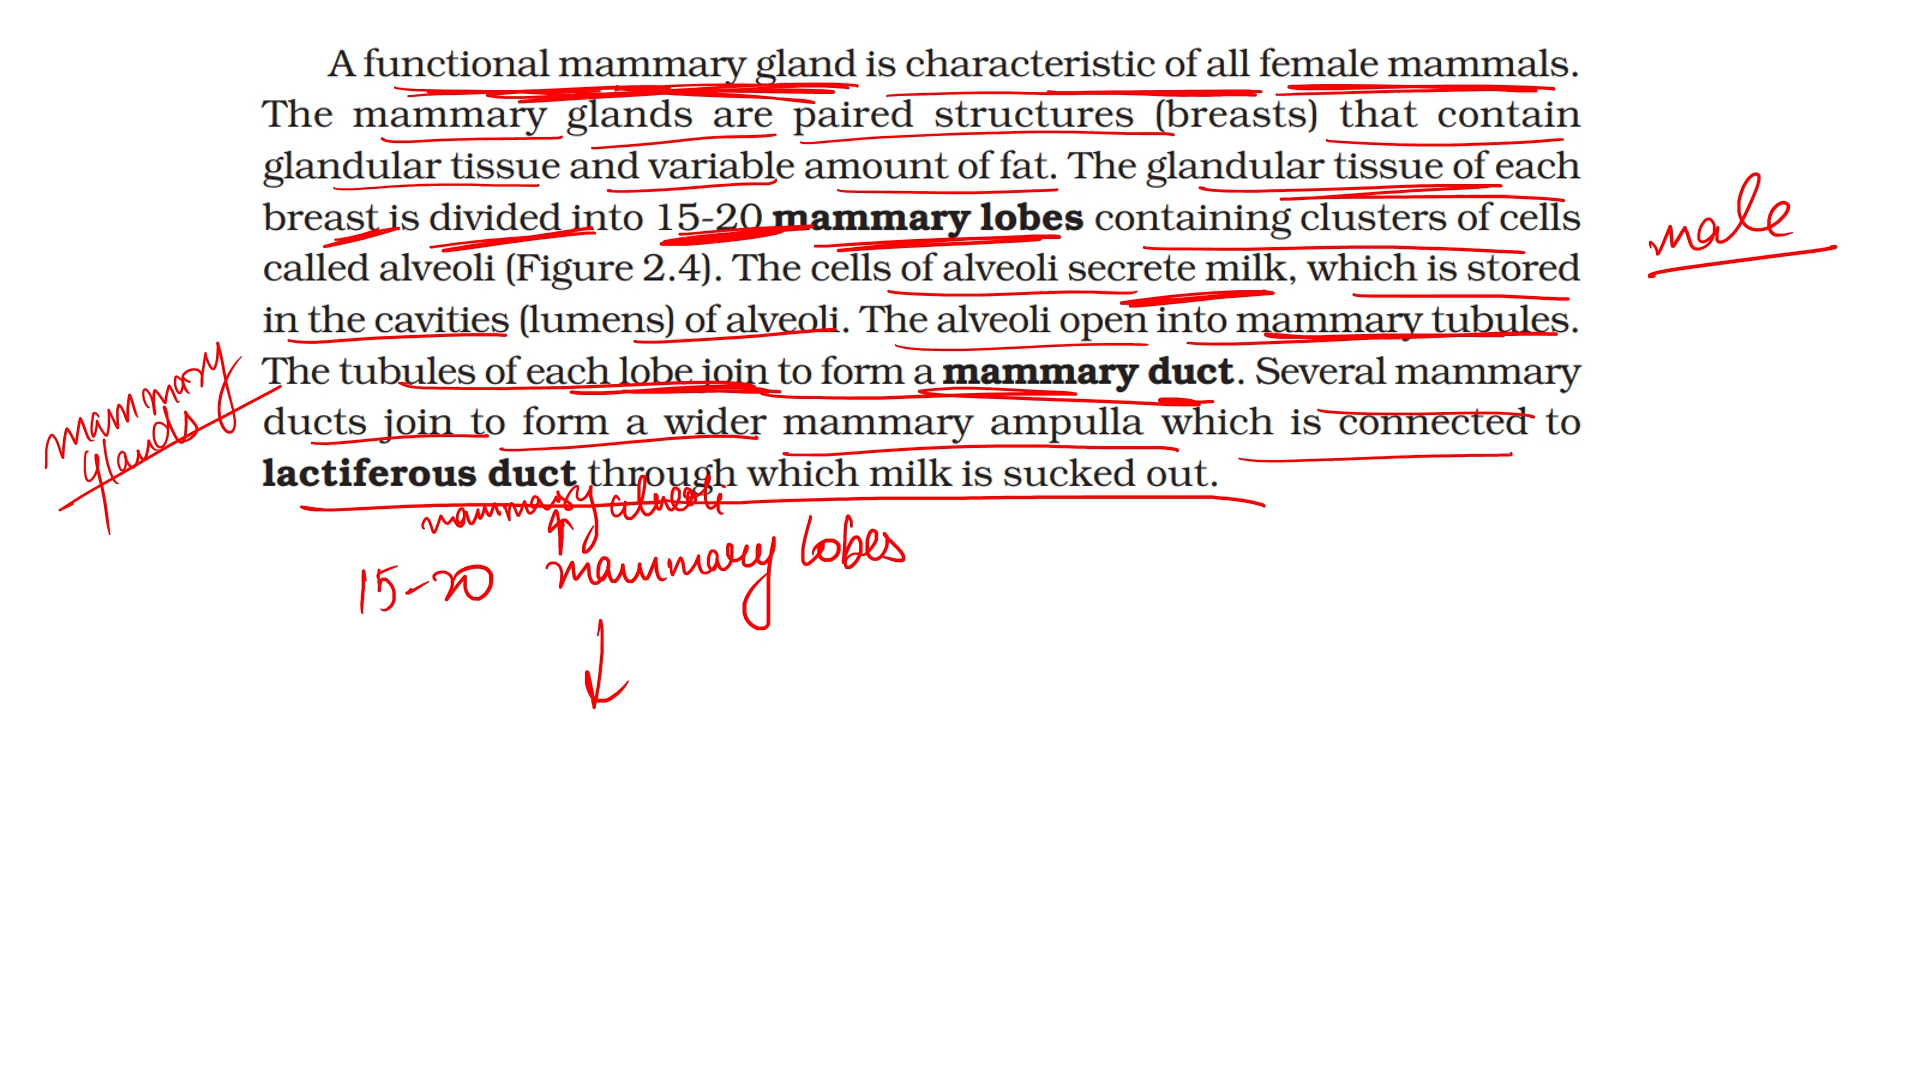 A functional mammary gland is characteristic of all female mammals.
The mammary glands are paired structures (breasts) that contain
glandular tissue and variable amount of fat. The glandular tissue of each
breast is divided into 15-20 mammary lobes containing clusters of cells
called alveoli (Figure 2.4). The cells of alveoli secrete milk, which is stored
in the cavities (lumens) of alveoli. The alveoli open into mammary tubules.
The tubules of each lobe join to form a mammary duct. Several mammary
ducts join to form a wider mammary ampulla which is connected to
lactiferous duct through which milk is sucked out.
male
mammary
glands
mammary alveoli
15-20 mammary lobes